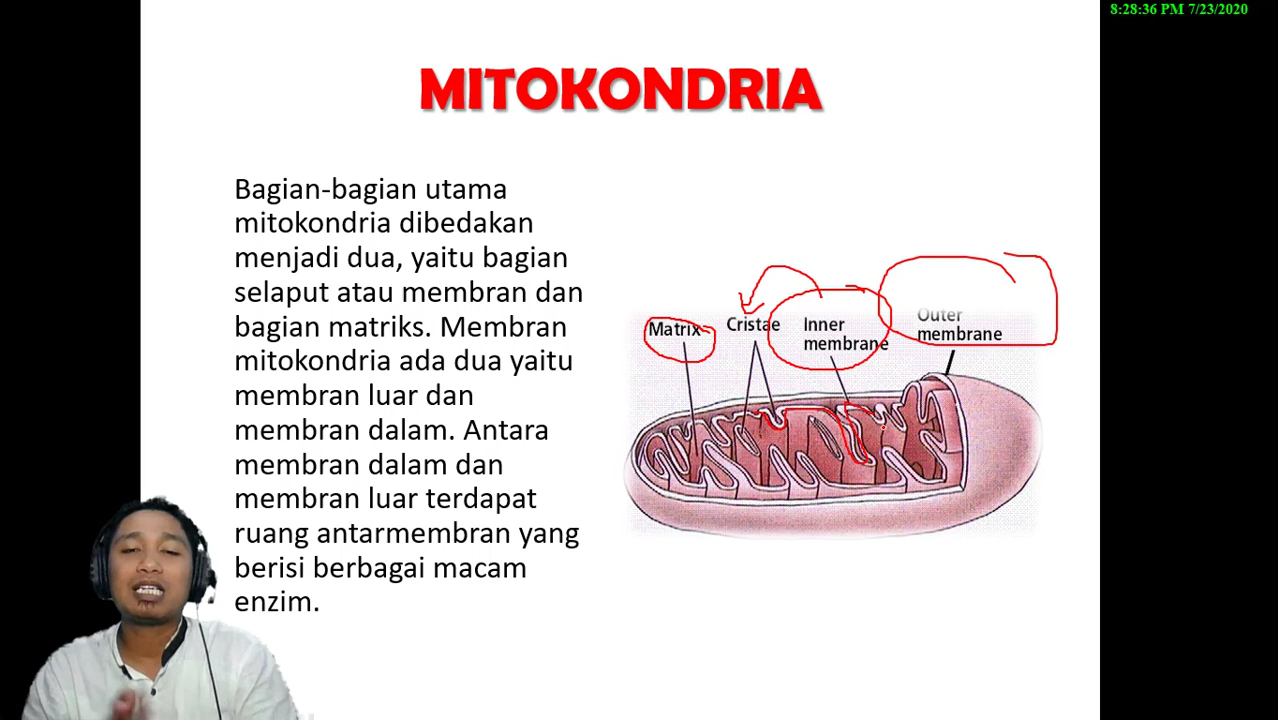 8:28:36 PM 7/23/2020
MITOKONDRIA
Bagian-bagian utama
mitokondria dibedakan
menjadi dua, yaitu bagian
selaput atau membran dan
bagian matriks. Membran
mitokondria ada dua yaitu
membran luar dan
membran dalam. Antara
membran dalam dan
membran luar terdapat
ruang antarmembran yang
berisi berbagai macam
enzim.
Matrix
Cristae
Inner
membrane
Outer
membrane